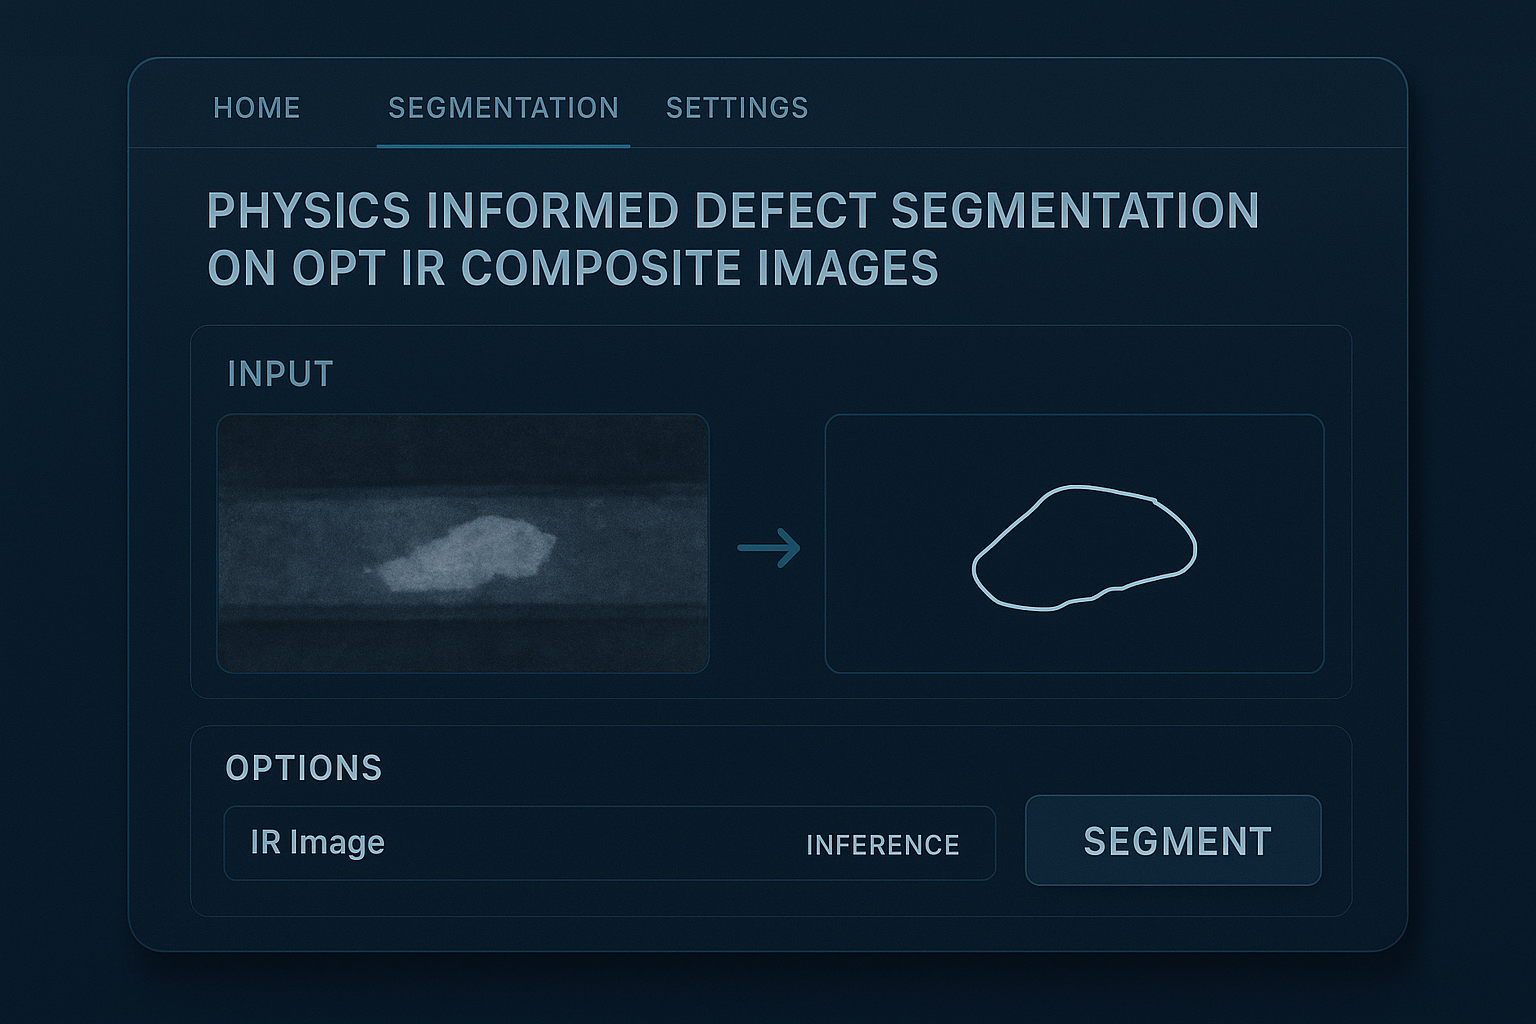 HOME SEGMENTATION SETTINGS
PHYSICS INFORMED DEFECT SEGMENTATION
ON OPT IR COMPOSITE IMAGES
INPUT
OPTIONS
IR Image INFERENCE SEGMENT